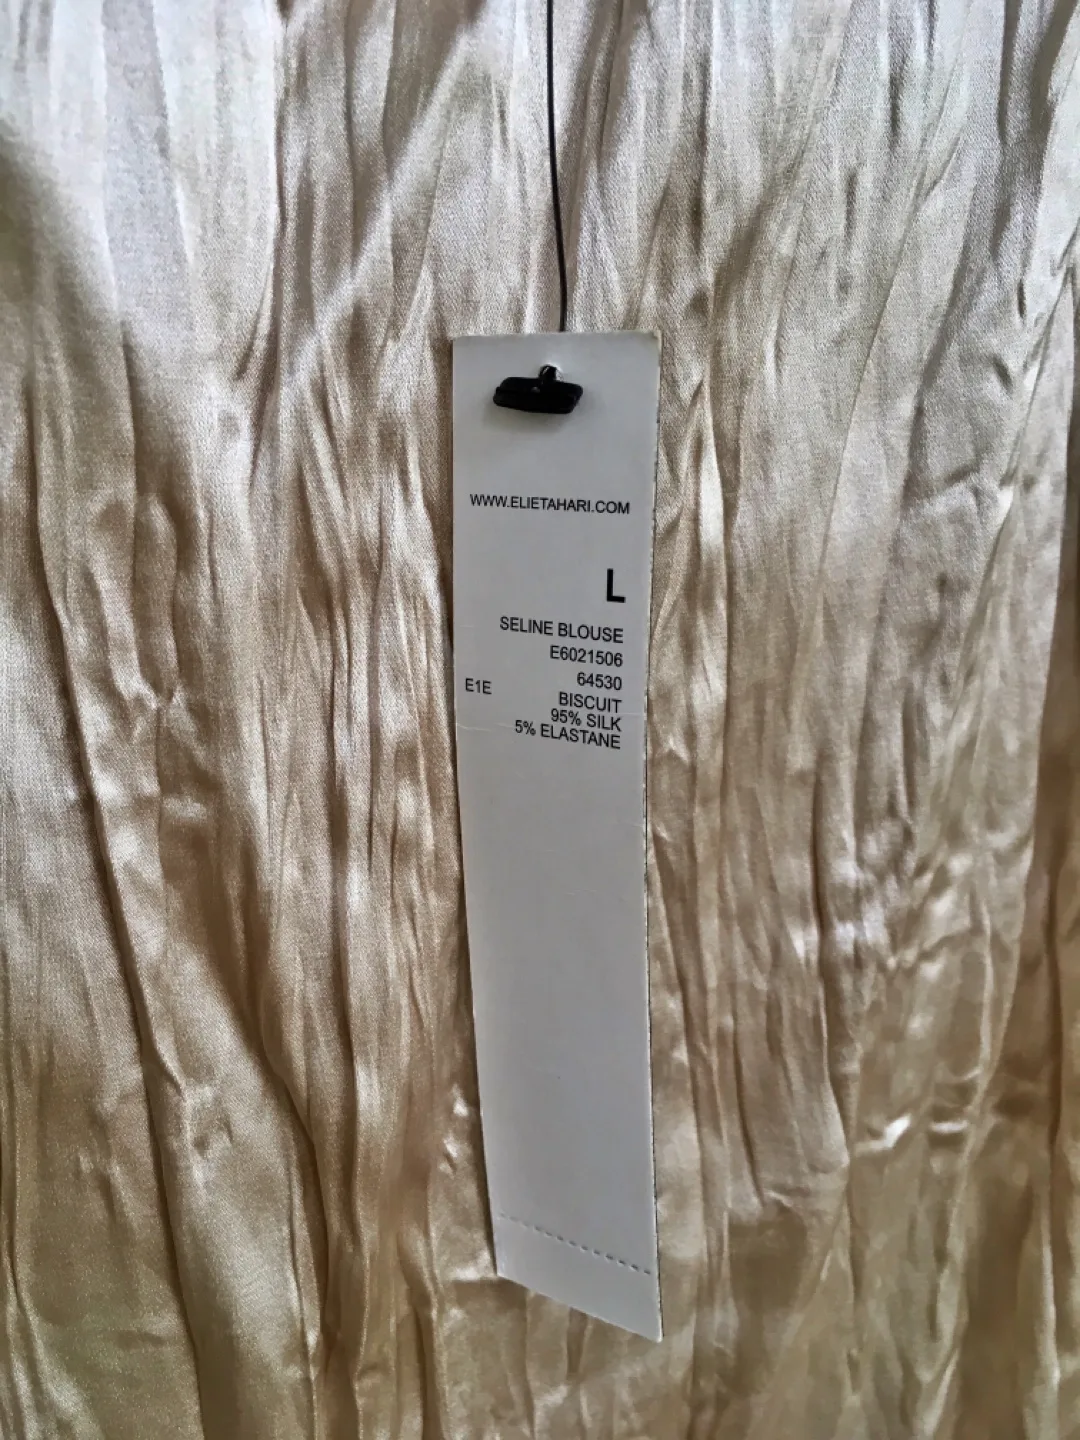 WWW.ELIETAHARI.COM
L
SELINE BLOUSE
E6021506
64530
E1E
BISCUIT
95% SILK
5% ELASTANE